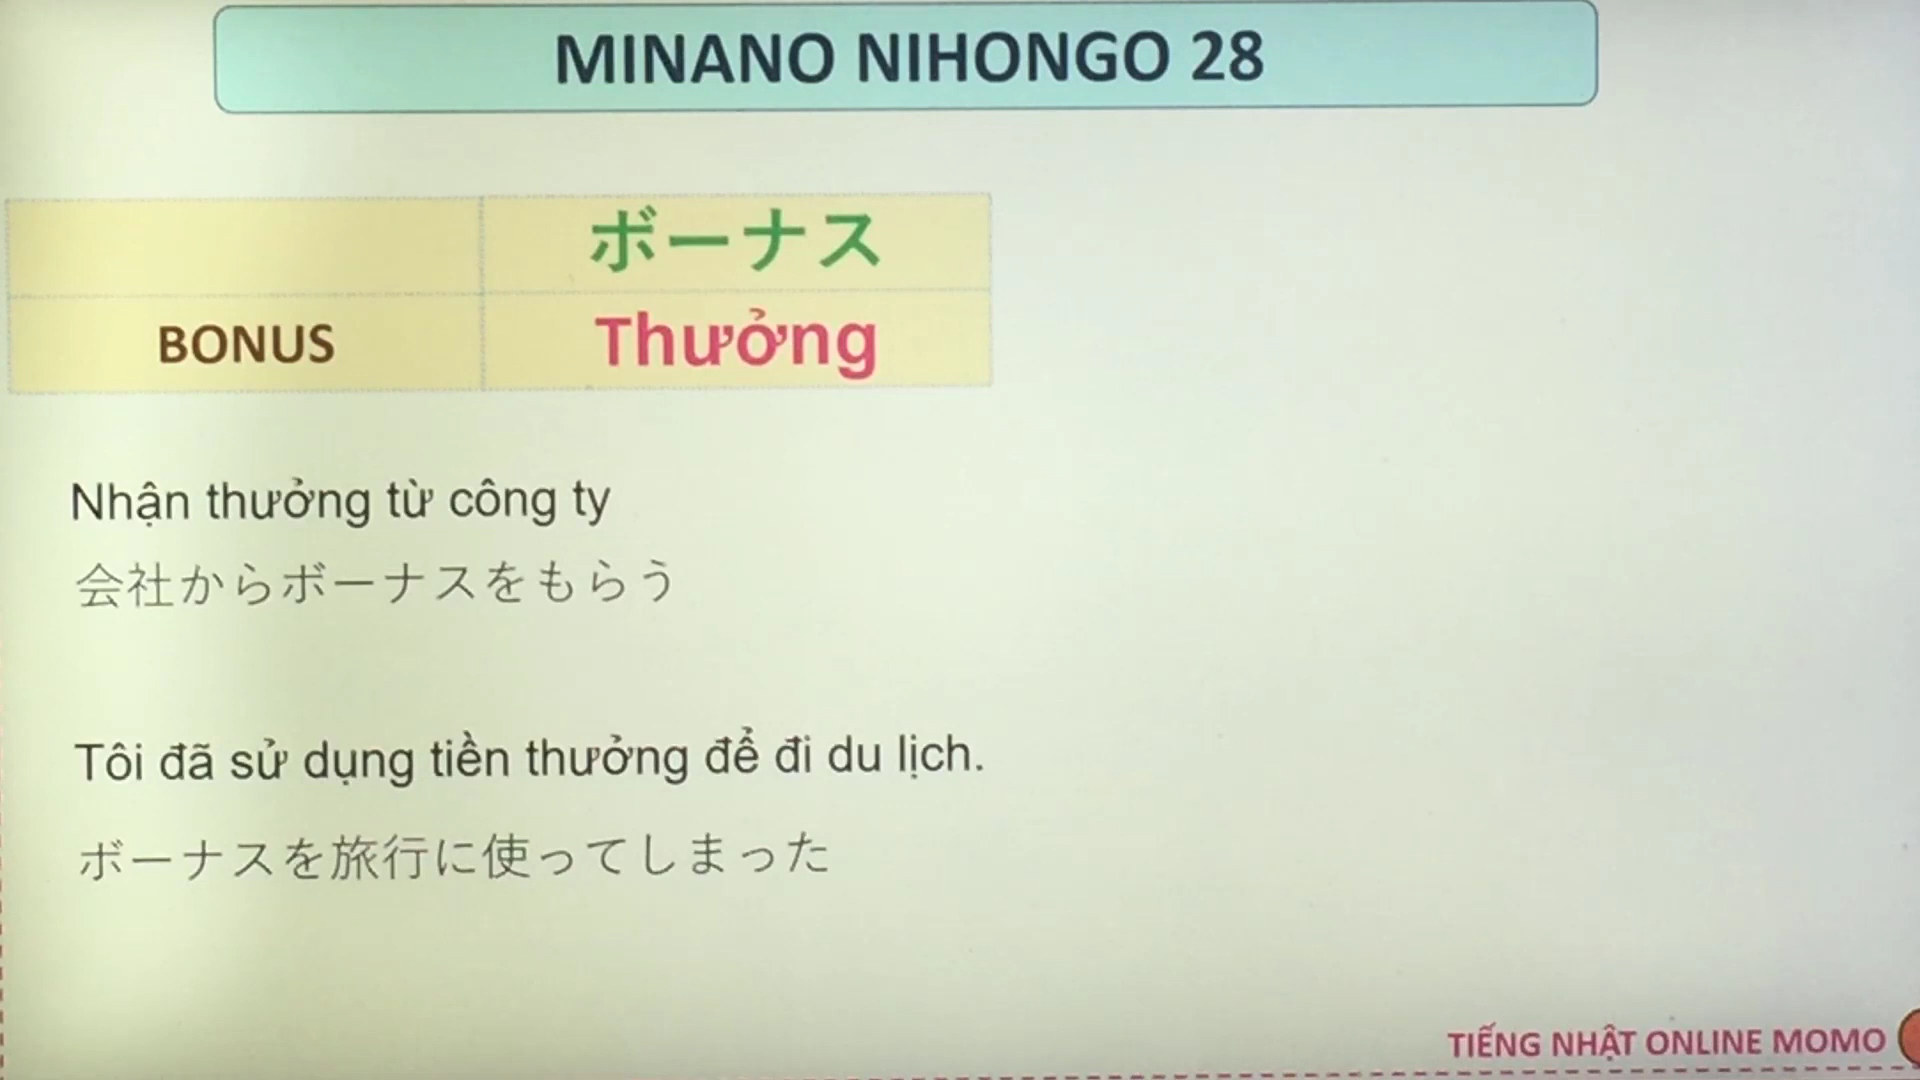 MINANO NIHONGO 28
ボーナス
BONUS
Thưởng
Nhận thưởng từ công ty
会社からボーナスをもらう
Tôi đã sử dụng tiền thưởng để đi du lịch.
ボーナスを旅行に使ってしまった
TIẾNG NHẬT ONLINE MOMO